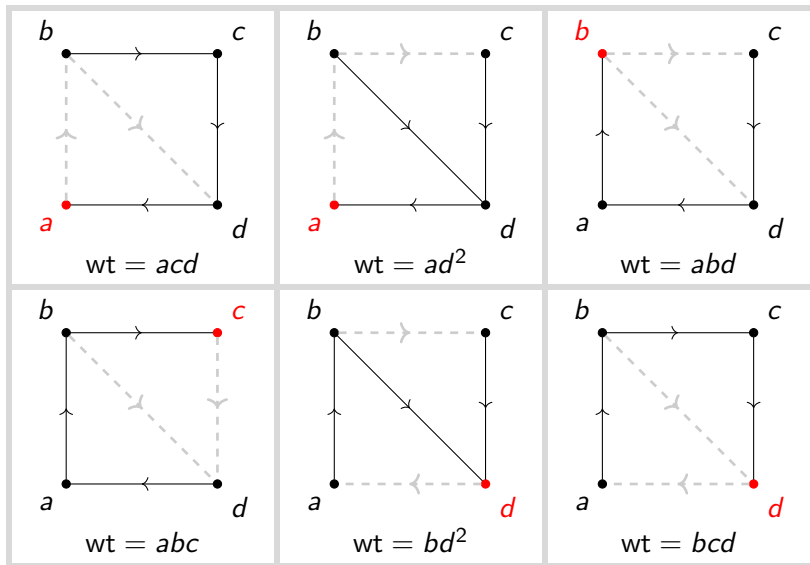 b c b c b c
a d a d a d
wt = acd wt = ad² wt = abd
b c b c b c
a d a d a d
wt = abc wt = bd² wt = bcd